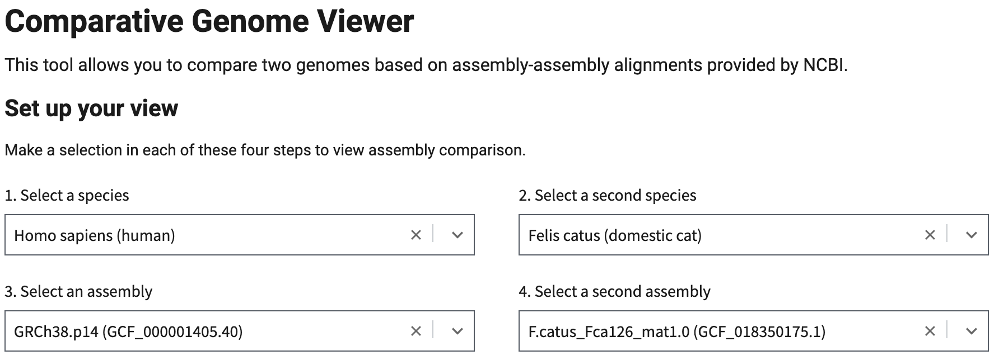 Comparative Genome Viewer
This tool allows you to compare two genomes based on assembly-assembly alignments provided by NCBI.
Set up your view
Make a selection in each of these four steps to view assembly comparison.
1. Select a species
Homo sapiens (human)
2. Select a second species
Felis catus (domestic cat)
3. Select an assembly
GRCh38.p14 (GCF_000001405.40)
4. Select a second assembly
F.catus_Fca126_mat1.0 (GCF_018350175.1)